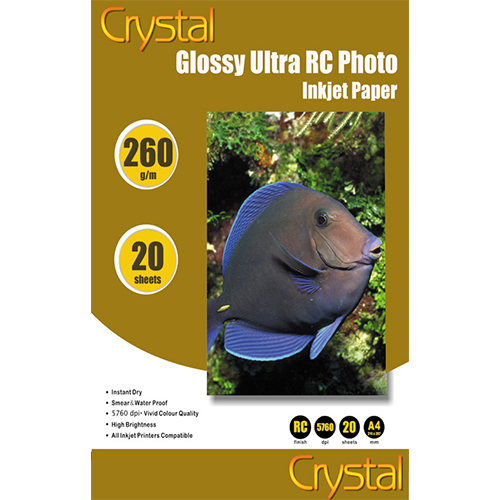 Crystal
Glossy Ultra RC Photo
Inkjet Paper
260
g/m
20
sheets
• Instant Dry
• Smear&Water Proof
• 5760 dpi• Vivid Colour Quality
• High Brightness
• All Inkjet Printers Compatible
RC
finish
5760
dpi
20
sheets
A4
mm
Crystal